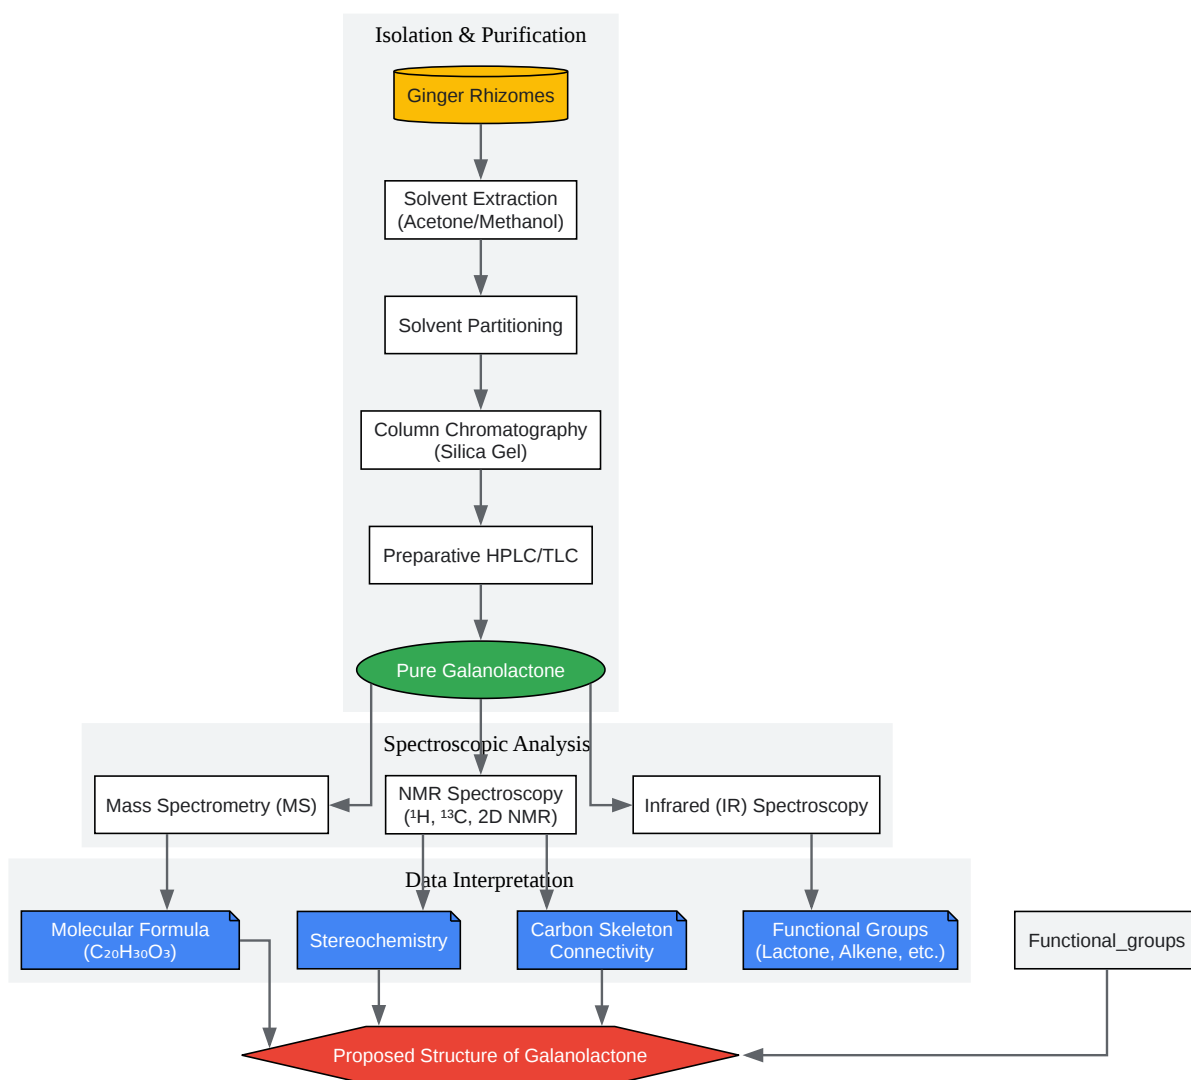 Isolation & Purification
Ginger Rhizomes
Solvent Extraction
(Acetone/Methanol)
Solvent Partitioning
Column Chromatography
(Silica Gel)
Preparative HPLC/TLC
Pure Galanolactone
Spectroscopic Analysis
Mass Spectrometry (MS)
NMR Spectroscopy
(¹H, ¹³C, 2D NMR)
Infrared (IR) Spectroscopy
Data Interpretation
Molecular Formula
(C₂₀H₃₀O₃)
Stereochemistry
Carbon Skeleton
Connectivity
Functional Groups
(Lactone, Alkene, etc.)
Functional_groups
Proposed Structure of Galanolactone